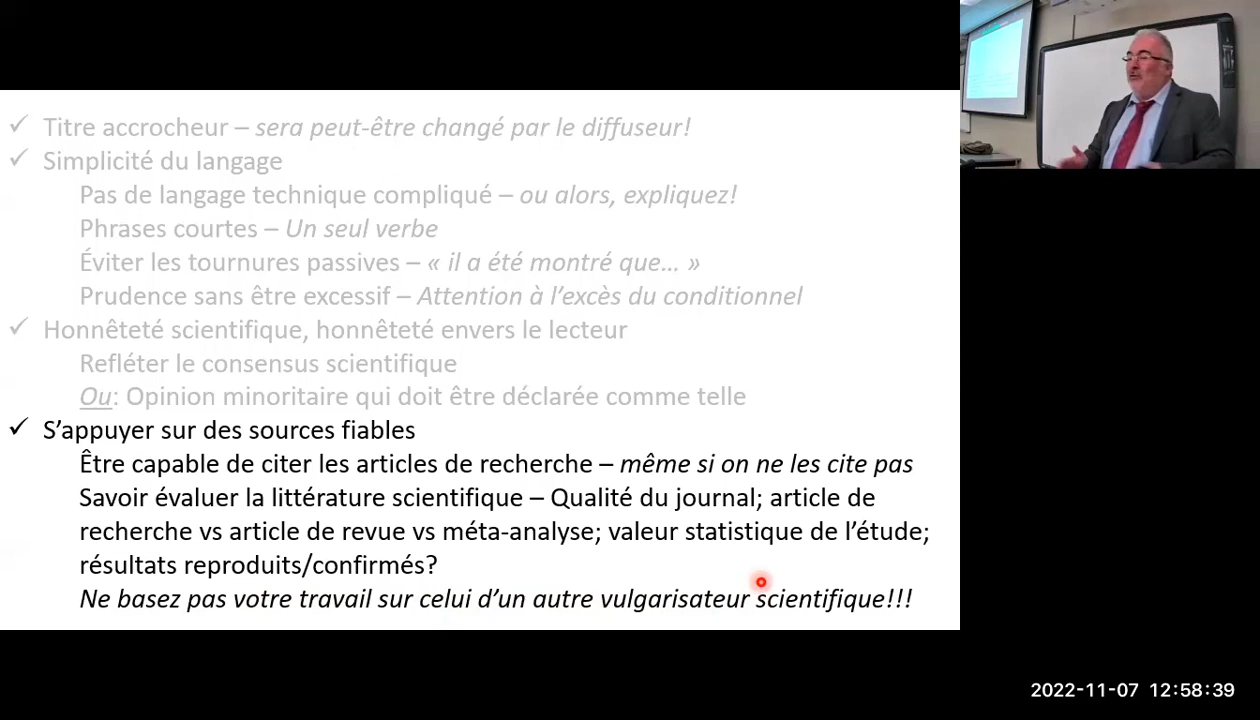 ✓ Titre accrocheur – sera peut-être changé par le diffuseur!
✓ Simplicité du langage
Pas de langage technique compliqué – ou alors, expliquez!
Phrases courtes – Un seul verbe
Éviter les tournures passives – « il a été montré que… »
Prudence sans être excessif – Attention à l’excès du conditionnel
✓ Honnêteté scientifique, honnêteté envers le lecteur
Refléter le consensus scientifique
Ou: Opinion minoritaire qui doit être déclarée comme telle
✓ S’appuyer sur des sources fiables
Être capable de citer les articles de recherche – même si on ne les cite pas
Savoir évaluer la littérature scientifique – Qualité du journal; article de
recherche vs article de revue vs méta-analyse; valeur statistique de l’étude;
résultats reproduits/confirmés?
Ne basez pas votre travail sur celui d’un autre vulgarisateur scientifique!!!
2022-11-07 12:58:39